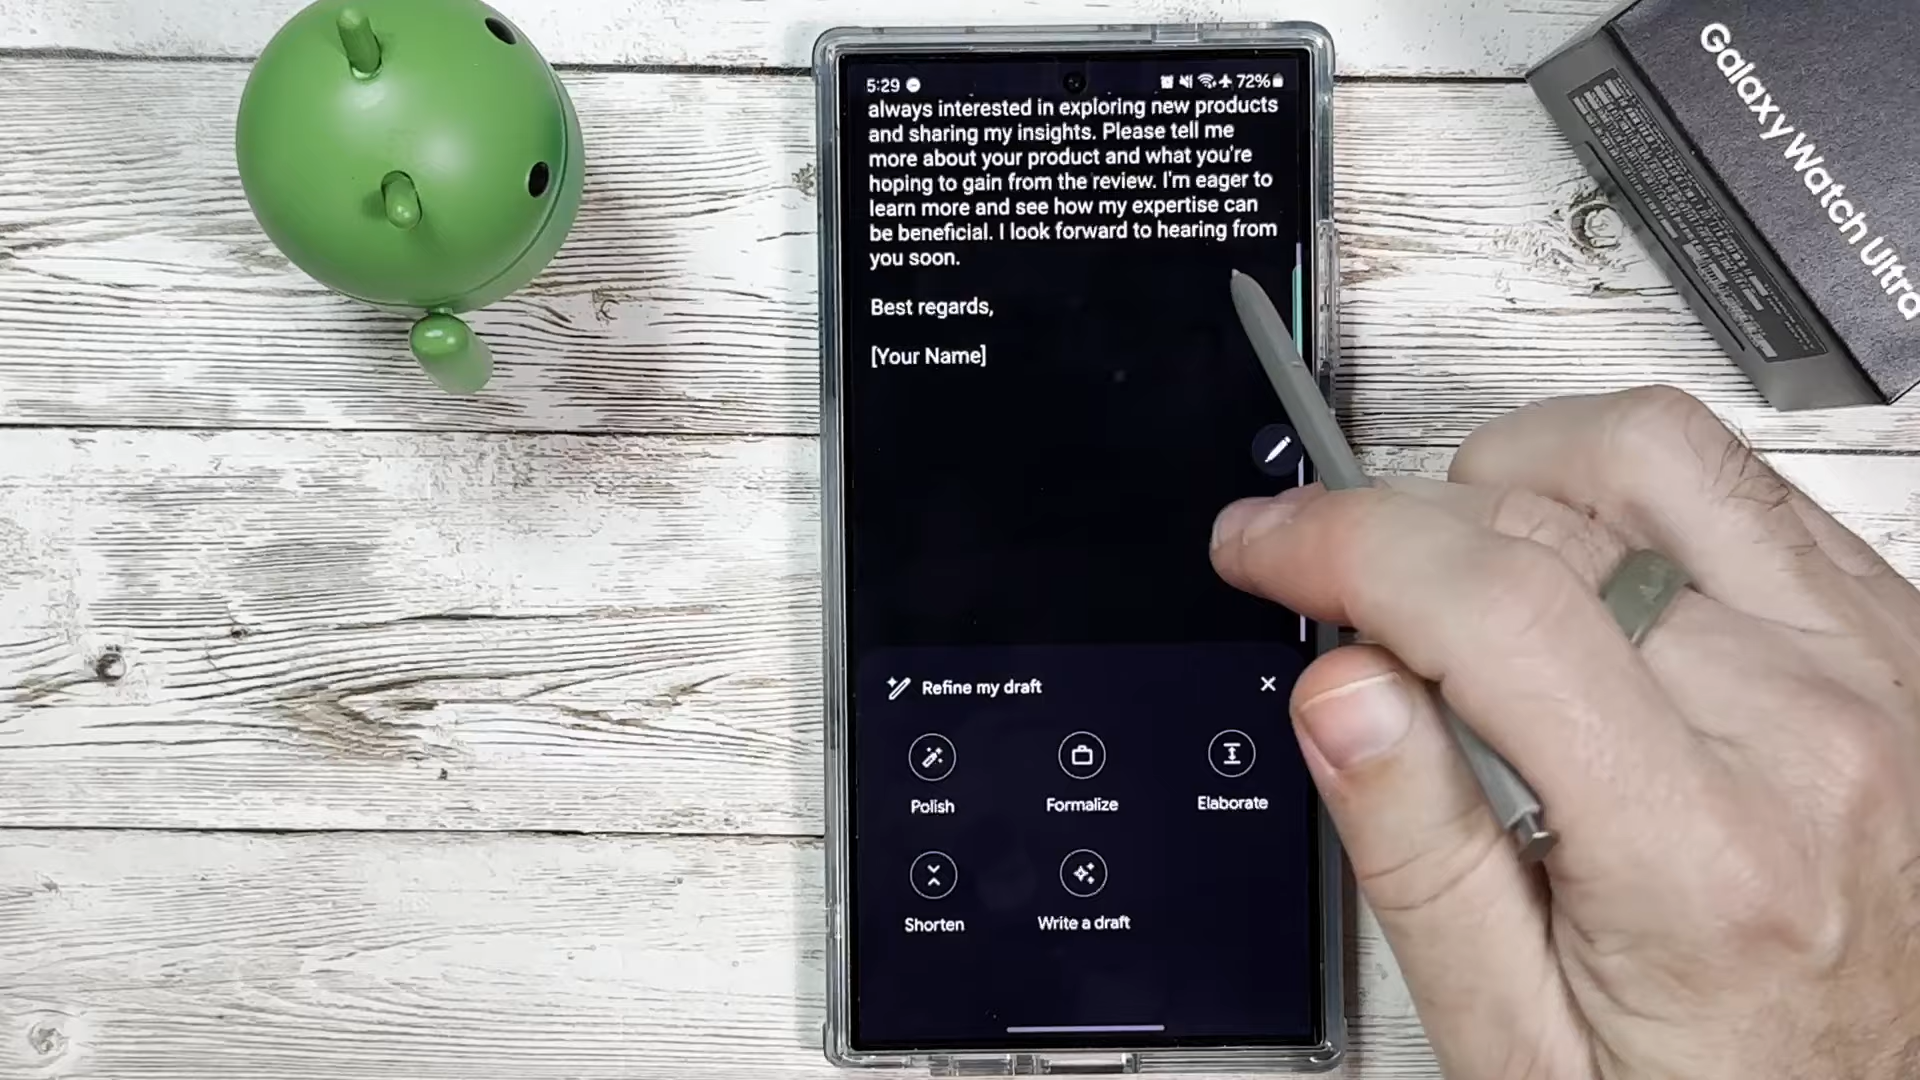 5:29
72%
always interested in exploring new products
and sharing my insights. Please tell me
more about your product and what you're
hoping to gain from the review. I'm eager to
learn more and see how my expertise can
be beneficial. I look forward to hearing from
you soon.
Best regards,
[Your Name]
Refine my draft
Polish
Formalize
Elaborate
Shorten
Write a draft
Galaxy Watch Ultra